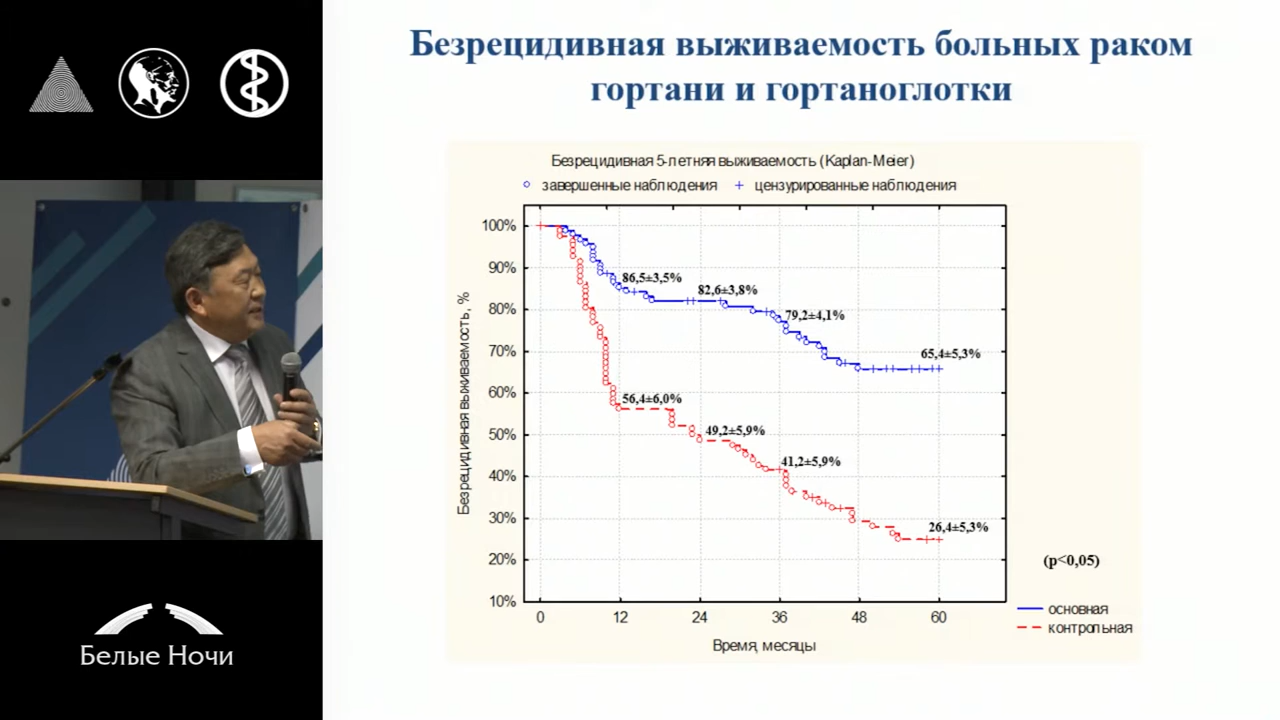 Безрецидивная выживаемость больных раком
гортани и гортаноглотки
Безрецидивная 5-летняя выживаемость (Kaplan-Meier)
завершенные наблюдения
цензурированные наблюдения
Безрецидивная выживаемость, %
100%
90%
80%
70%
60%
50%
40%
30%
20%
10%
86,5±3,5%
82,6±3,8%
79,2±4,1%
65,4±5,3%
56,4±6,0%
49,2±5,9%
41,2±5,9%
26,4±5,3%
(p<0,05)
0
12
24
36
48
60
Время, месяцы
основная
контрольная
Белые Ночи